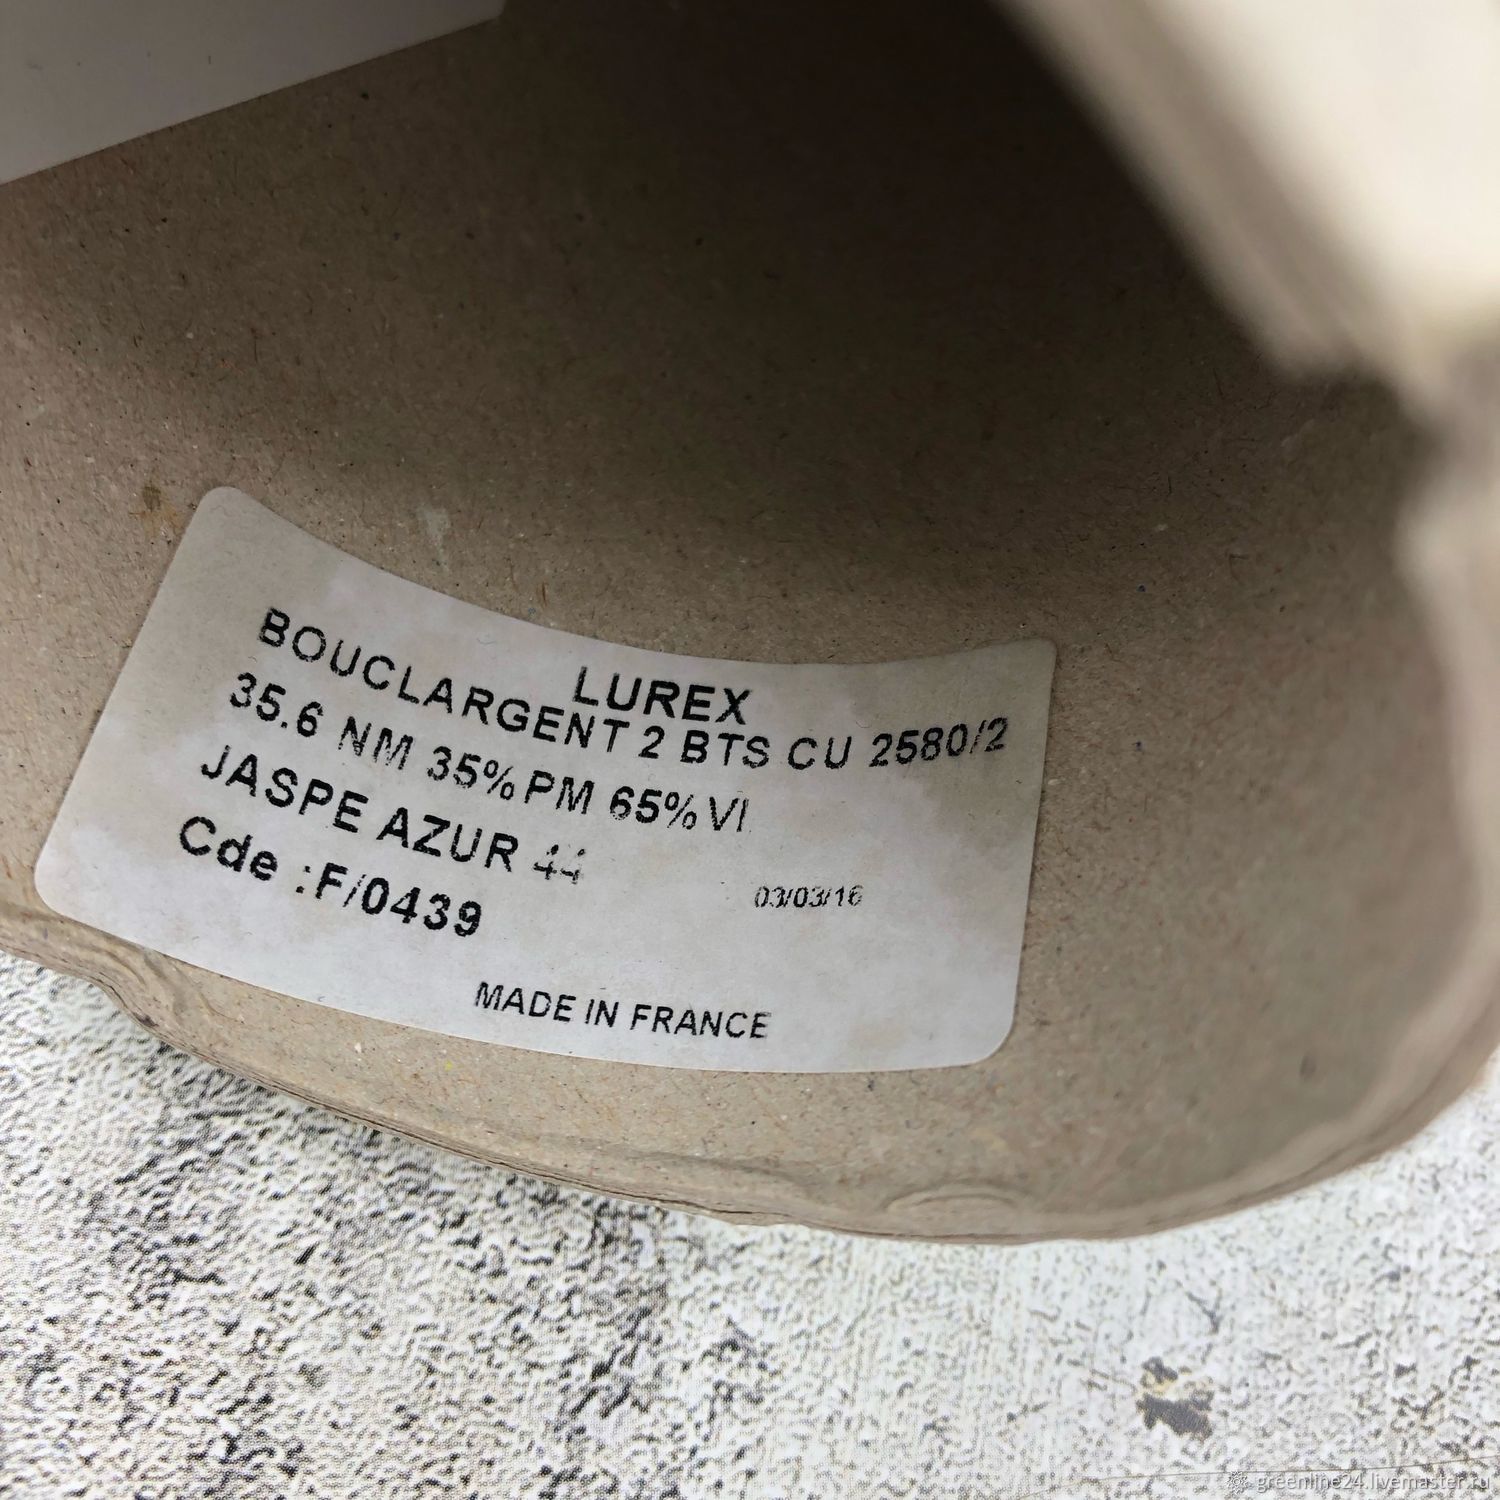 LUREX
BOUCLARGENT 2 BTS CU 2580/2
35.6 NM 35% PM 65% VI
JASPE AZUR 44
Cde : F/0439
03/03/16
MADE IN FRANCE
greenline24.livemaster.ru